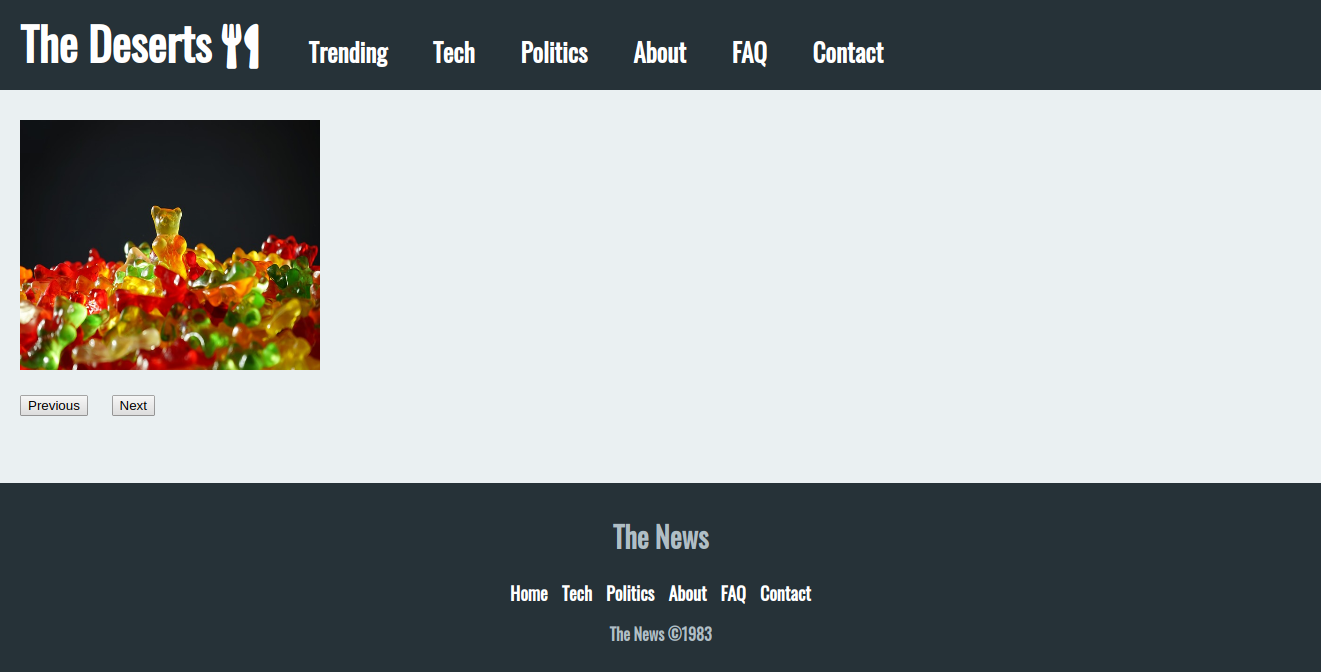 The Deserts
Trending Tech Politics About FAQ Contact
Previous Next
The News
Home Tech Politics About FAQ Contact
The News ©1983